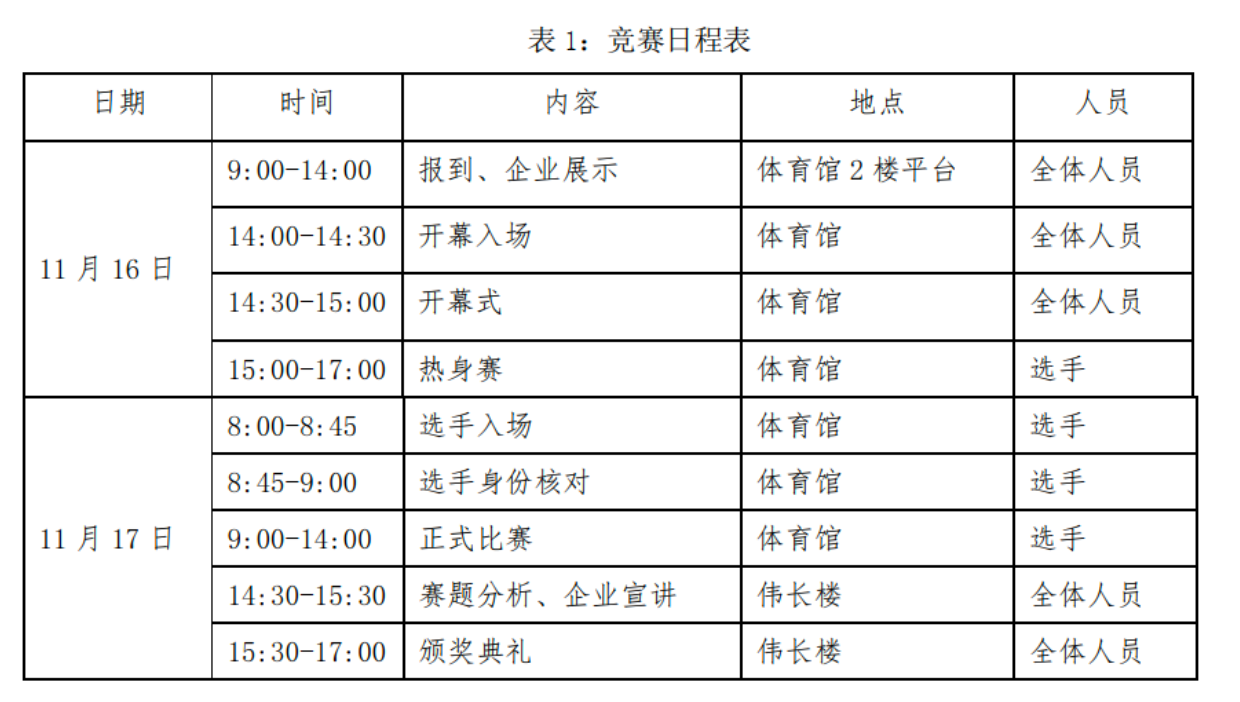 表 1：竞赛日程表
日期 时间 内容 地点 人员
11 月 16 日
9:00-14:00 报到、企业展示 体育馆 2 楼平台 全体人员
14:00-14:30 开幕入场 体育馆 全体人员
14:30-15:00 开幕式 体育馆 全体人员
15:00-17:00 热身赛 体育馆 选手
11 月 17 日
8:00-8:45 选手入场 体育馆 选手
8:45-9:00 选手身份核对 体育馆 选手
9:00-14:00 正式比赛 体育馆 选手
14:30-15:30 赛题分析、企业宣讲 伟长楼 全体人员
15:30-17:00 颁奖典礼 伟长楼 全体人员